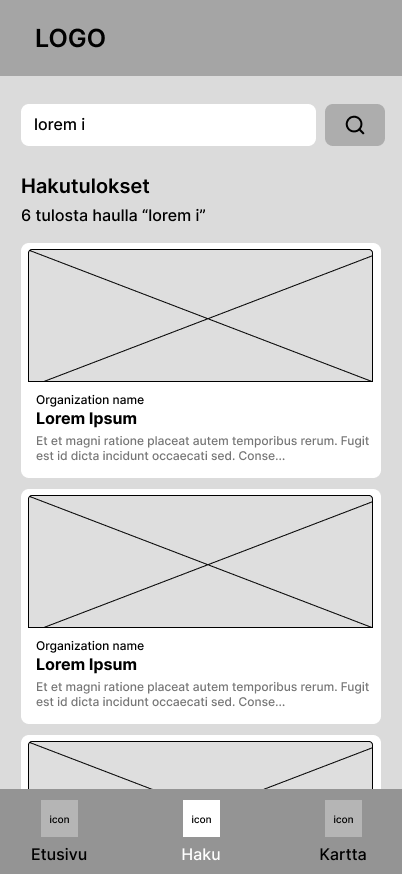 LOGO
lorem i
Hakutulokset
6 tulosta haulla “lorem i”
Organization name
Lorem Ipsum
Et et magni ratione placeat autem temporibus rerum. Fugit
est id dicta incidunt occaecati sed. Conse...
Organization name
Lorem Ipsum
Et et magni ratione placeat autem temporibus rerum. Fugit
est id dicta incidunt occaecati sed. Conse...
icon icon icon
Etusivu Haku Kartta